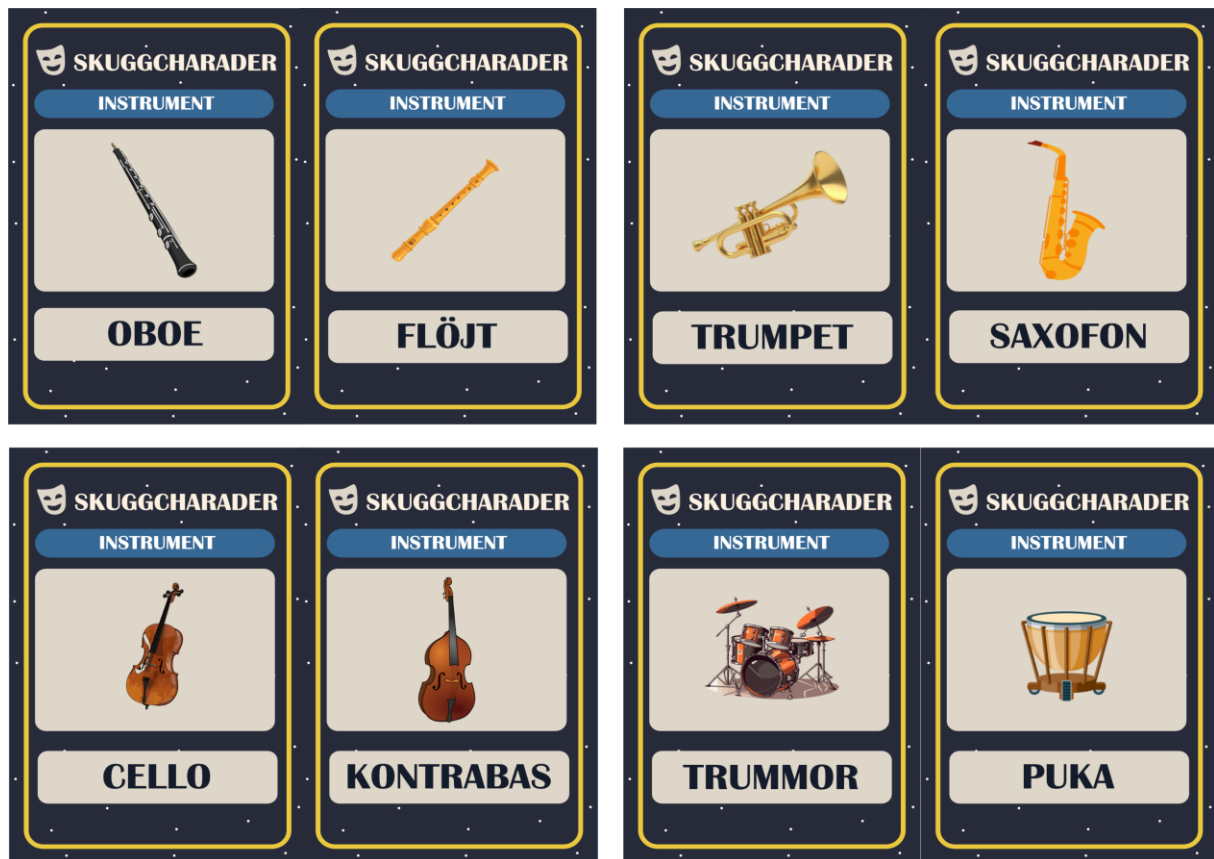 SKUGGCHARADER
INSTRUMENT
OBOE
SKUGGCHARADER
INSTRUMENT
FLÖJT
SKUGGCHARADER
INSTRUMENT
TRUMPET
SKUGGCHARADER
INSTRUMENT
SAXOFON
SKUGGCHARADER
INSTRUMENT
CELLO
SKUGGCHARADER
INSTRUMENT
KONTRABAS
SKUGGCHARADER
INSTRUMENT
TRUMMOR
SKUGGCHARADER
INSTRUMENT
PUKA